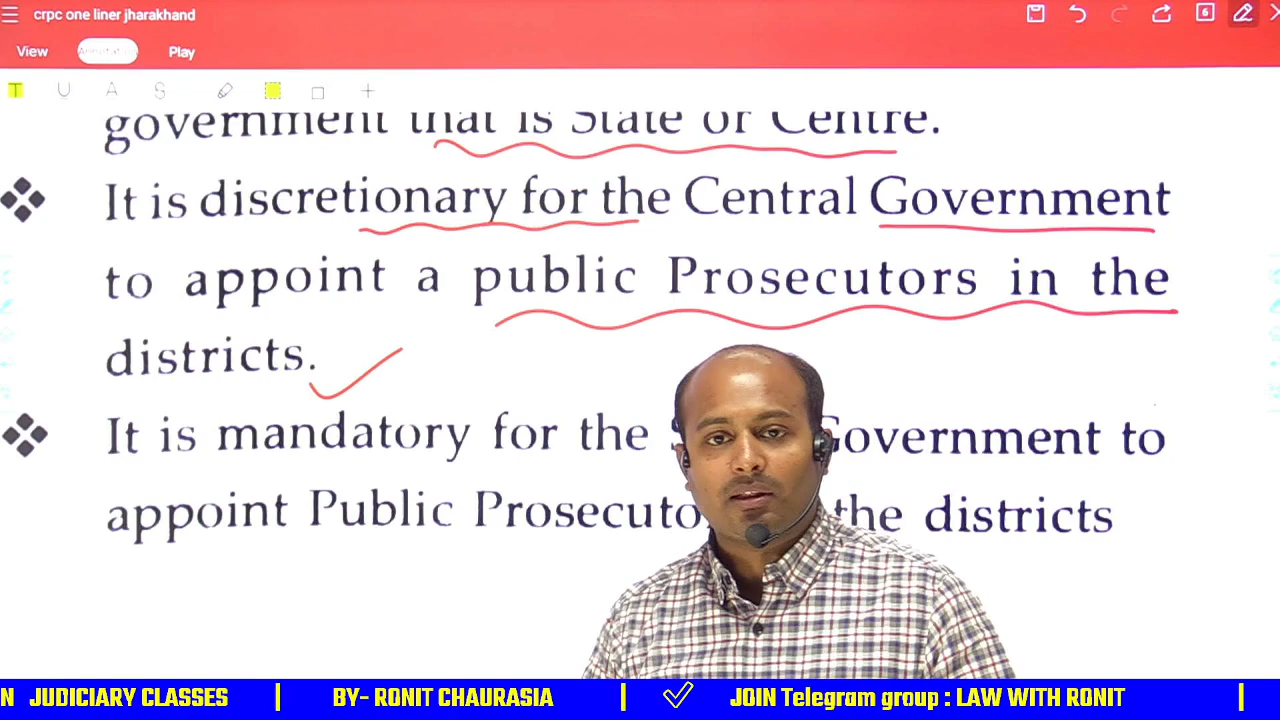 crpc one liner jharakhand
6
View Annotation Play
T U A S
government that is State or Centre.
It is discretionary for the Central Government
to appoint a public Prosecutors in the
districts.
It is mandatory for the Government to
appoint Public Prosecuto the districts
N JUDICIARY CLASSES | BY- RONIT CHAURASIA | JOIN Telegram group : LAW WITH RONIT |